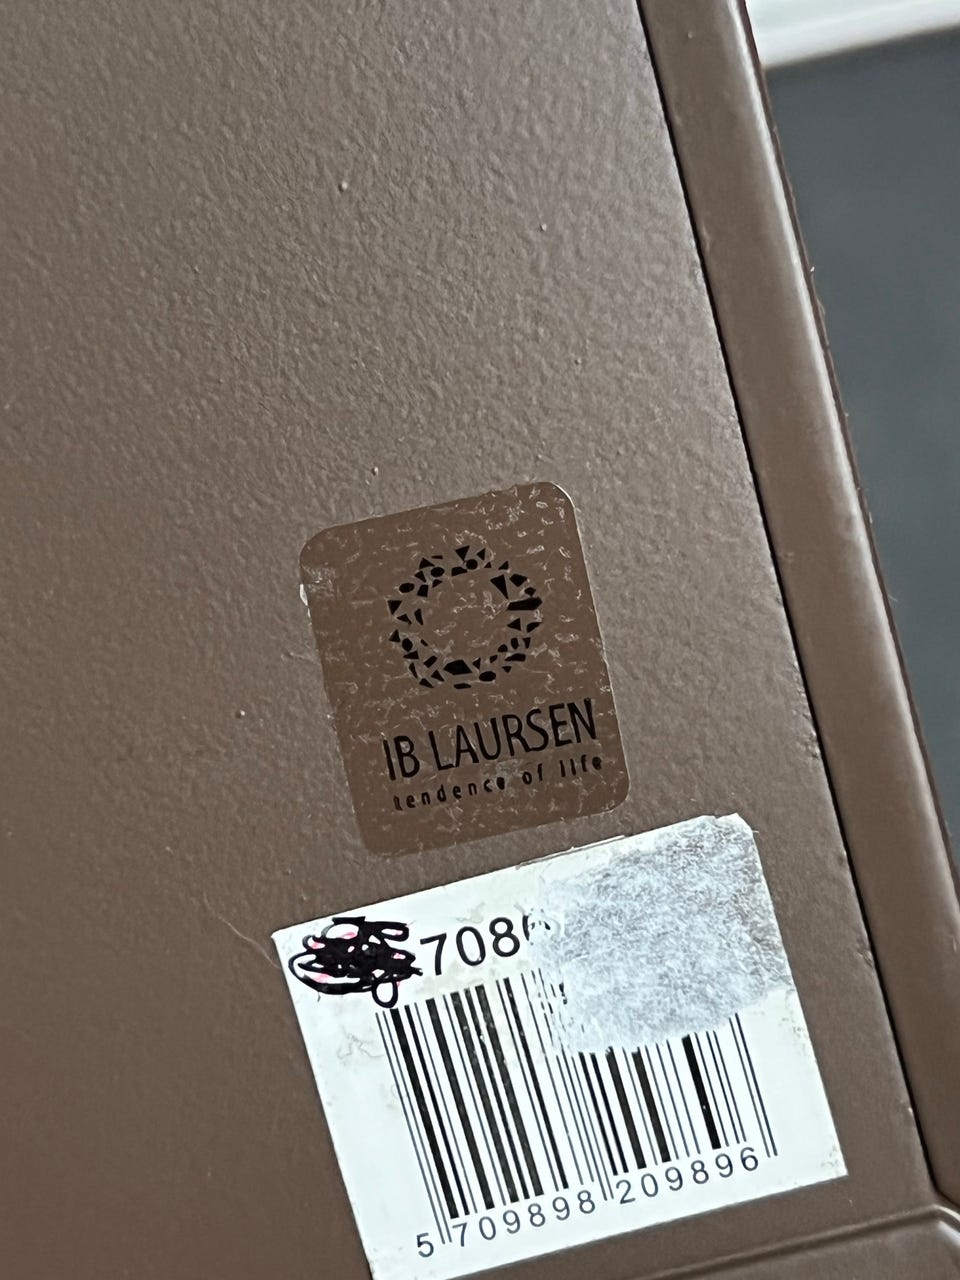 IB LAURSEN
tendence of life
708
5 709898 209896